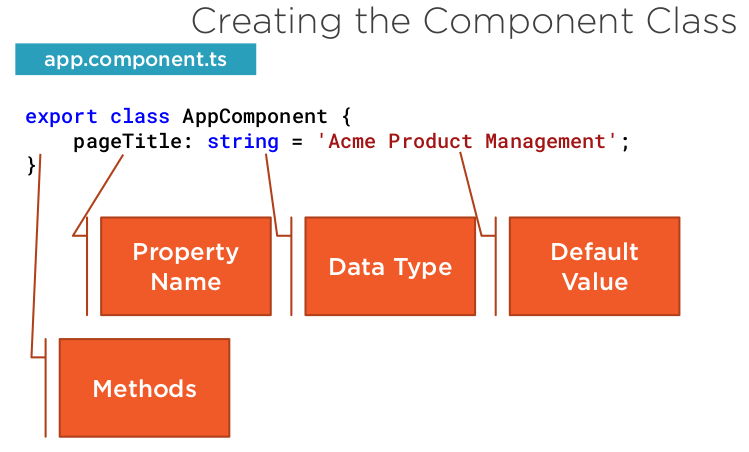 Creating the Component Class
app.component.ts
export class AppComponent {
    pageTitle: string = 'Acme Product Management';
}
Property
Name
Data Type
Default
Value
Methods